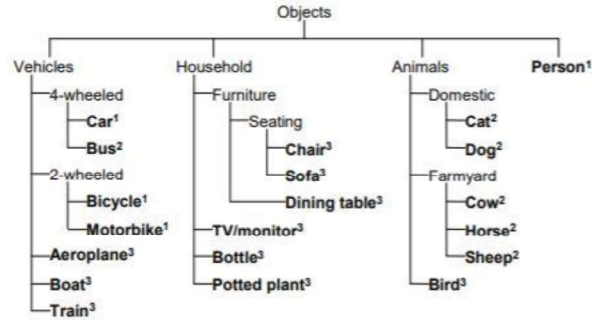 Objects
Vehicles Household Animals Person¹
4-wheeled Furniture Domestic
Car¹ Seating Cat²
Bus² Chair³ Dog²
2-wheeled Sofa³ Farmyard
Bicycle¹ Dining table³ Cow²
Motorbike¹ TV/monitor³ Horse²
Aeroplane³ Bottle³ Sheep²
Boat³ Potted plant³ Bird³
Train³